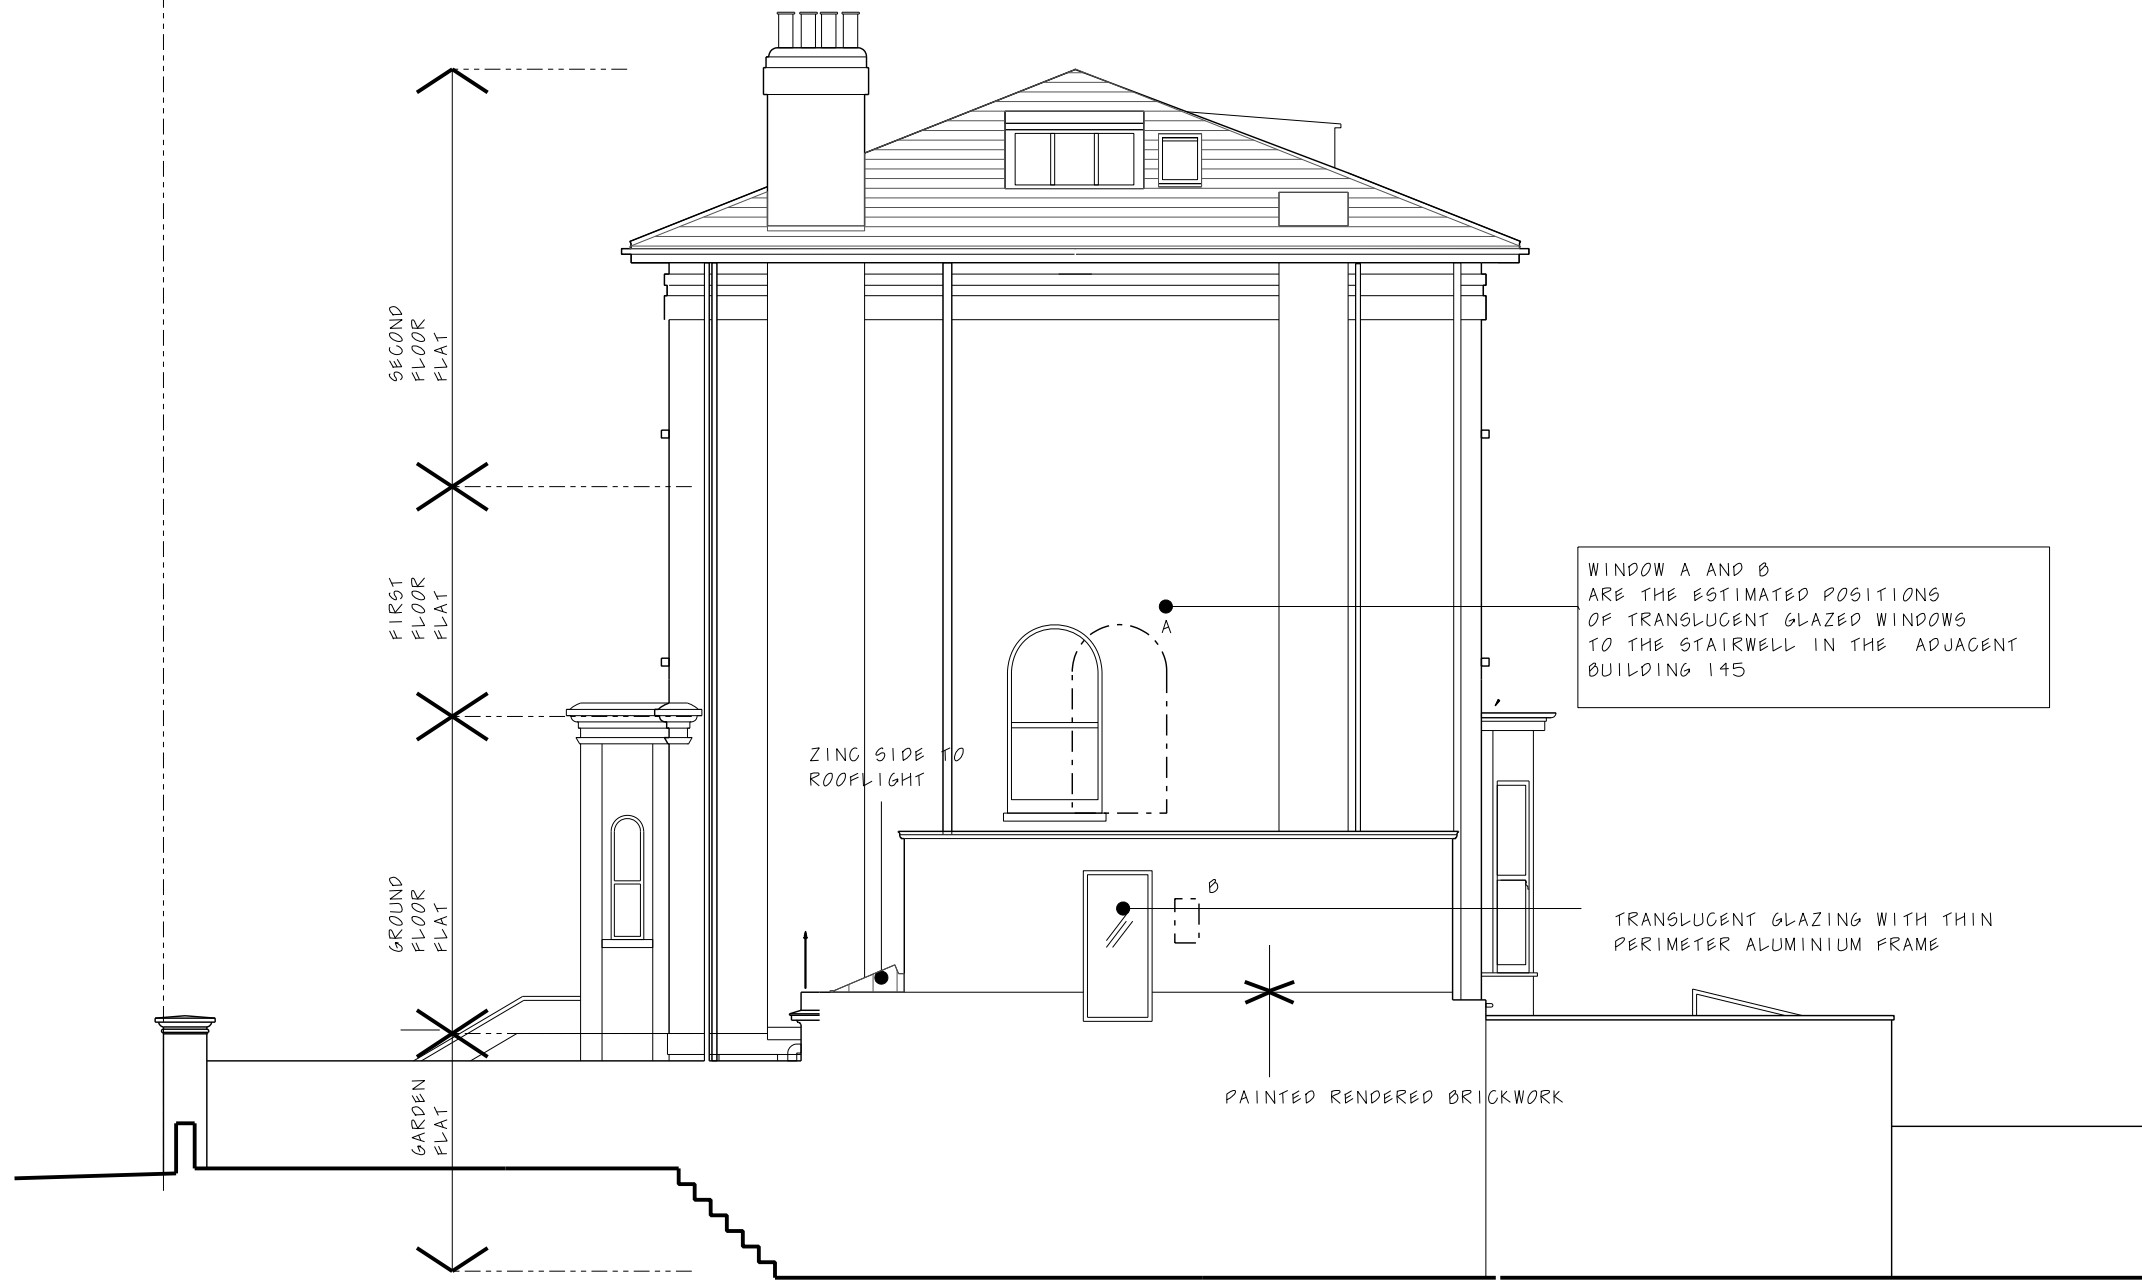 SECOND
FLOOR
FLAT
FIRST
FLOOR
FLAT
WINDOW A AND B
ARE THE ESTIMATED POSITIONS
OF TRANSLUCENT GLAZED WINDOWS
TO THE STAIRWELL IN THE ADJACENT
BUILDING 145
A
ZINC SIDE TO
ROOFLIGHT
GROUND
FLOOR
FLAT
B
TRANSLUCENT GLAZING WITH THIN
PERIMETER ALUMINIUM FRAME
PAINTED RENDERED BRICKWORK
GARDEN
FLAT